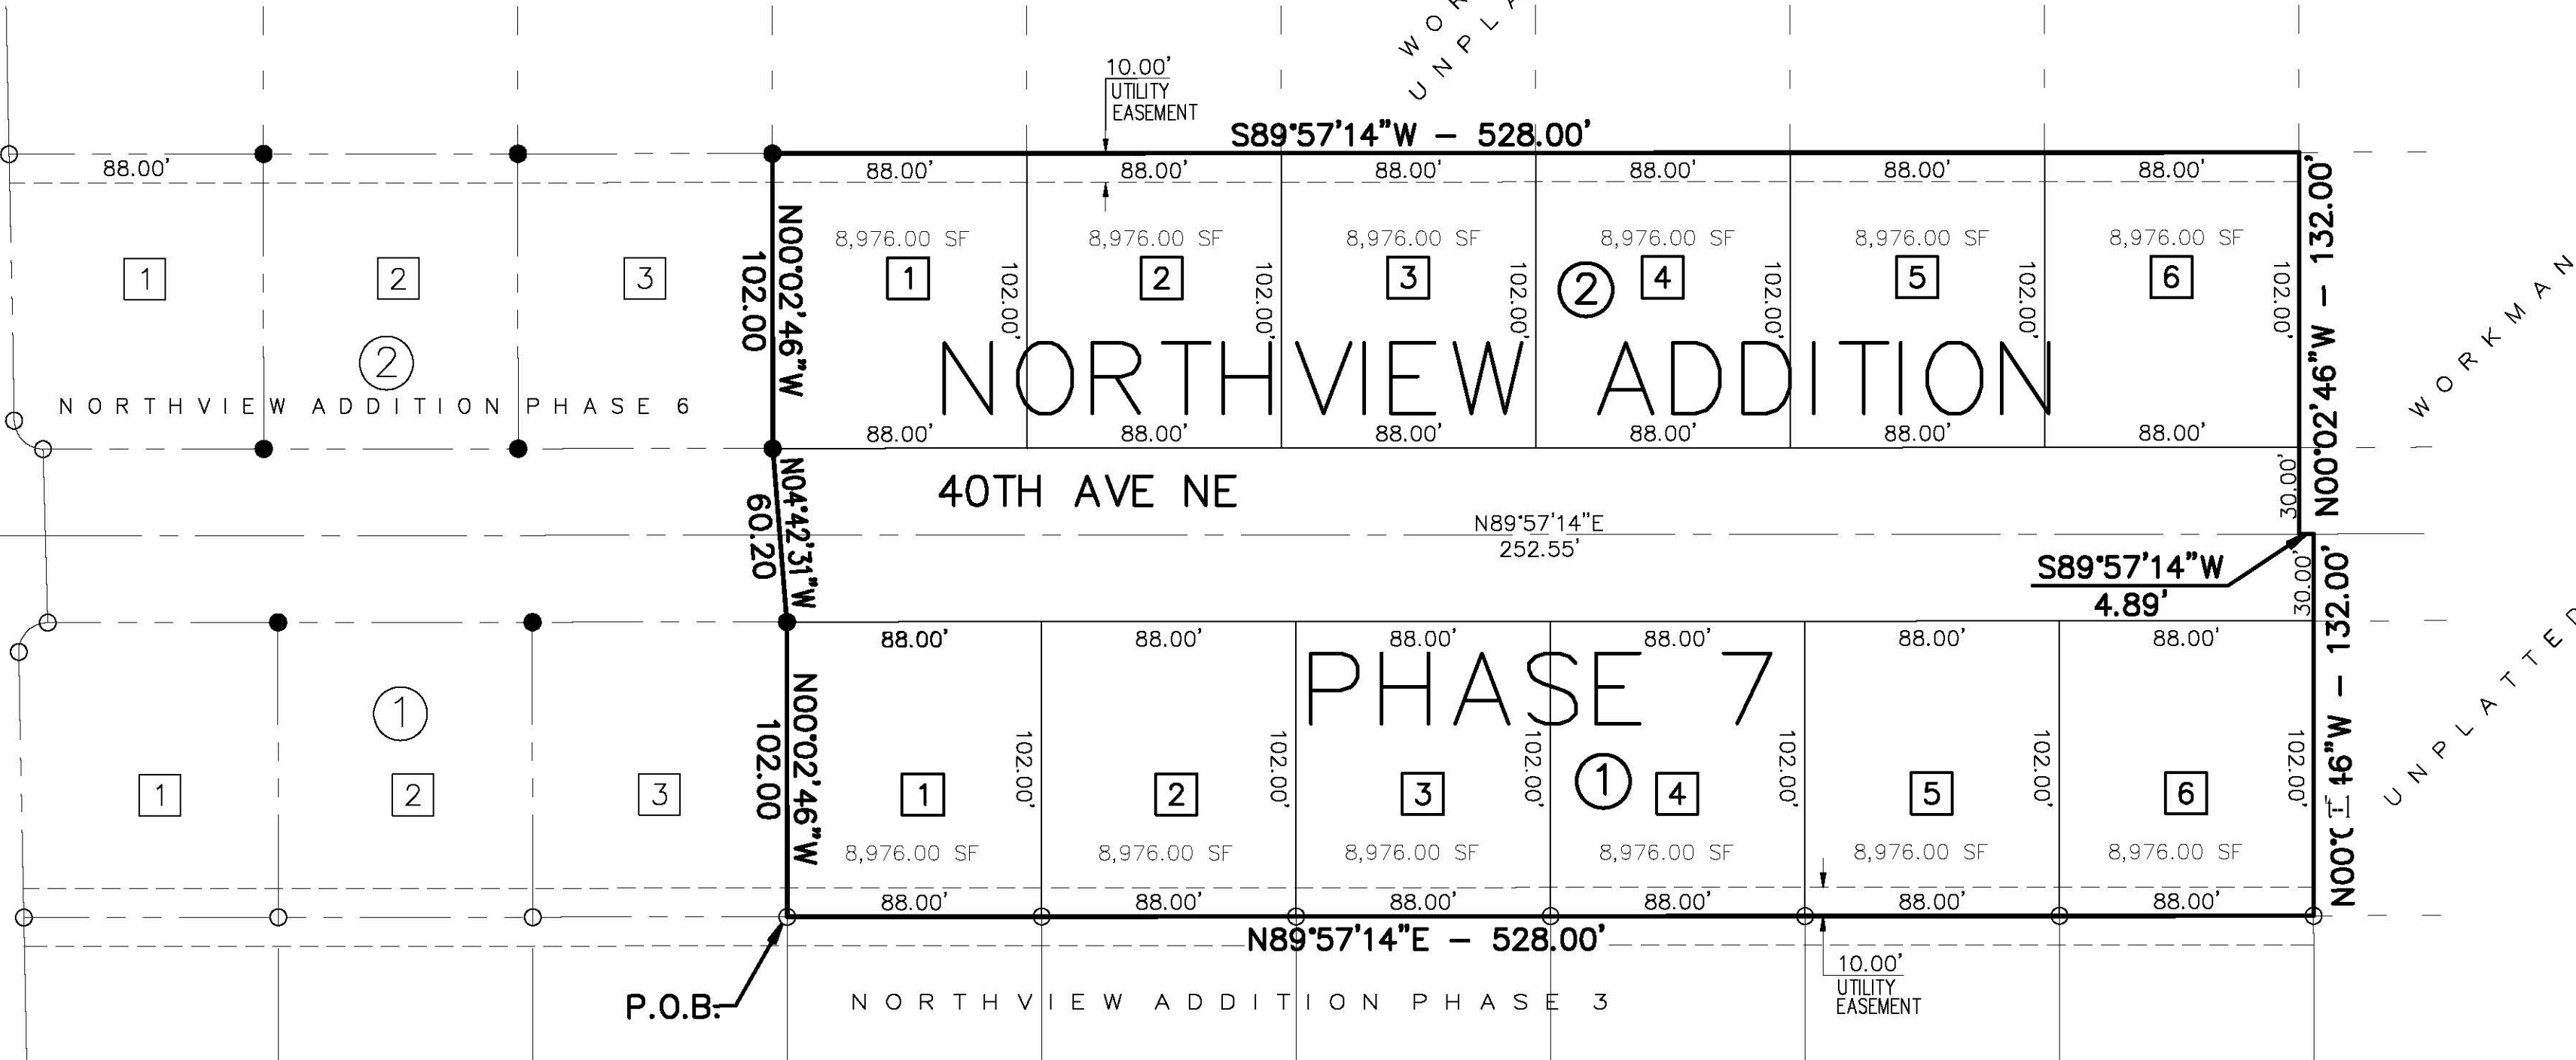 10.00'
UTILITY
EASEMENT
S89°57'14"W – 528.00'
88.00'
88.00'
88.00'
88.00'
88.00'
88.00'
88.00'
8,976.00 SF
8,976.00 SF
8,976.00 SF
8,976.00 SF
8,976.00 SF
8,976.00 SF
1
2
3
1
2
3
2
4
5
6
N00°02'46"W
102.00
102.00'
102.00'
102.00'
102.00'
102.00'
102.00'
N00°02'46"W – 132.00'
2
NORTHVIEW ADDITION PHASE 6
NORTHVIEW ADDITION
88.00'
88.00'
88.00'
88.00'
88.00'
88.00'
WORKMAN
UNPLATTED
N04°42'31"W
60.20
40TH AVE NE
30.00'
N89°57'14"E
252.55'
S89°57'14"W
4.89'
30.00'
88.00'
88.00'
88.00'
88.00'
88.00'
88.00'
PHASE 7
1
N00°02'46"W
102.00
102.00'
102.00'
102.00'
102.00'
102.00'
102.00'
46"W – 132.00'
1
2
3
1
2
3
1
4
5
6
8,976.00 SF
8,976.00 SF
8,976.00 SF
8,976.00 SF
8,976.00 SF
8,976.00 SF
88.00'
88.00'
88.00'
88.00'
88.00'
88.00'
N89°57'14"E – 528.00'
10.00'
UTILITY
EASEMENT
P.O.B.
NORTHVIEW ADDITION PHASE 3